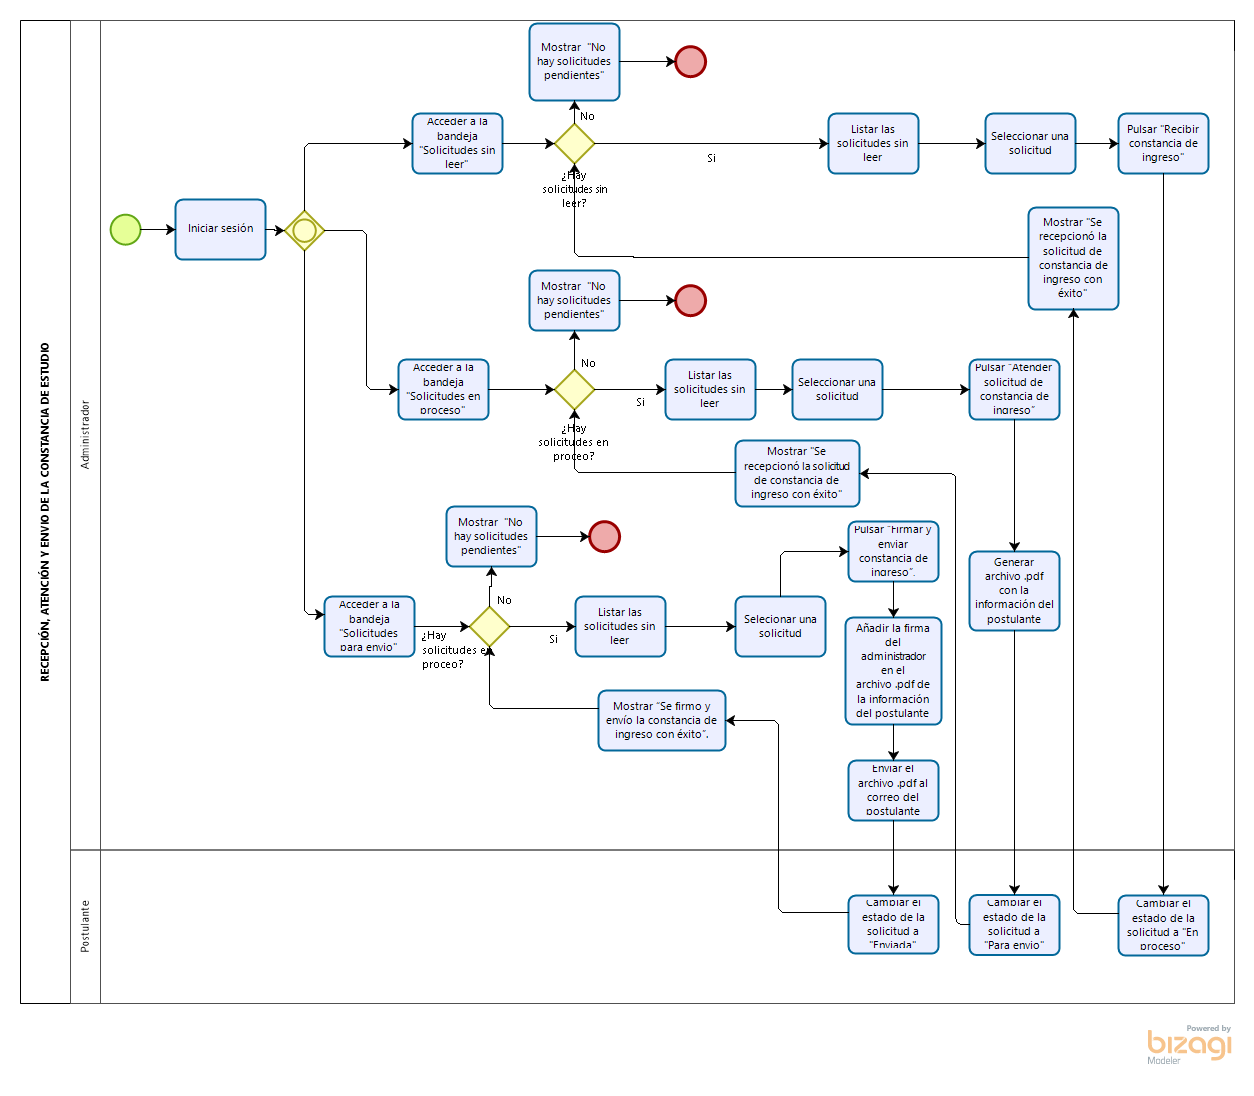 RECEPCIÓN, ATENCIÓN Y ENVIO DE LA CONSTANCIA DE ESTUDIO
Administrador
Postulante
Mostrar "No
hay solicitudes
pendientes"
No
Acceder a la
bandeja
"Solicitudes sin
leer"
¿Hay
solicitudes sin
leer?
Si
Listar las
solicitudes sin
leer
Seleccionar una
solicitud
Pulsar "Recibir
constancia de
ingreso"
Iniciar sesión
Mostrar "Se
recepcionó la
solicitud de
constancia de
ingreso con
éxito"
Mostrar "No
hay solicitudes
pendientes"
No
Acceder a la
bandeja
"Solicitudes en
proceso"
¿Hay
solicitudes en
proceo?
Si
Listar las
solicitudes sin
leer
Seleccionar una
solicitud
Pulsar "Atender
solicitud de
constancia de
ingreso"
Mostrar "Se
recepcionó la solicitud
de constancia de
ingreso con éxito"
Mostrar "No
hay solicitudes
pendientes"
No
Acceder a la
bandeja
"Solicitudes
para envio"
¿Hay
solicitudes en
proceo?
Si
Listar las
solicitudes sin
leer
Selecionar una
solicitud
Pulsar "Firmar y
enviar
constancia de
ingreso".
Generar
archivo .pdf
con la
información del
postulante
Añadir la firma
del
administrador
en el
archivo .pdf de
la información
del postulante
Mostrar "Se firmo y
envío la constancia de
ingreso con éxito".
Enviar el
archivo .pdf al
correo del
postulante
Cambiar el
estado de la
solicitud a
"Enviada"
Cambiar el
estado de la
solicitud a
"Para envio"
Cambiar el
estado de la
solicitud a "En
proceso"
Powered by
bizagi
Modeler